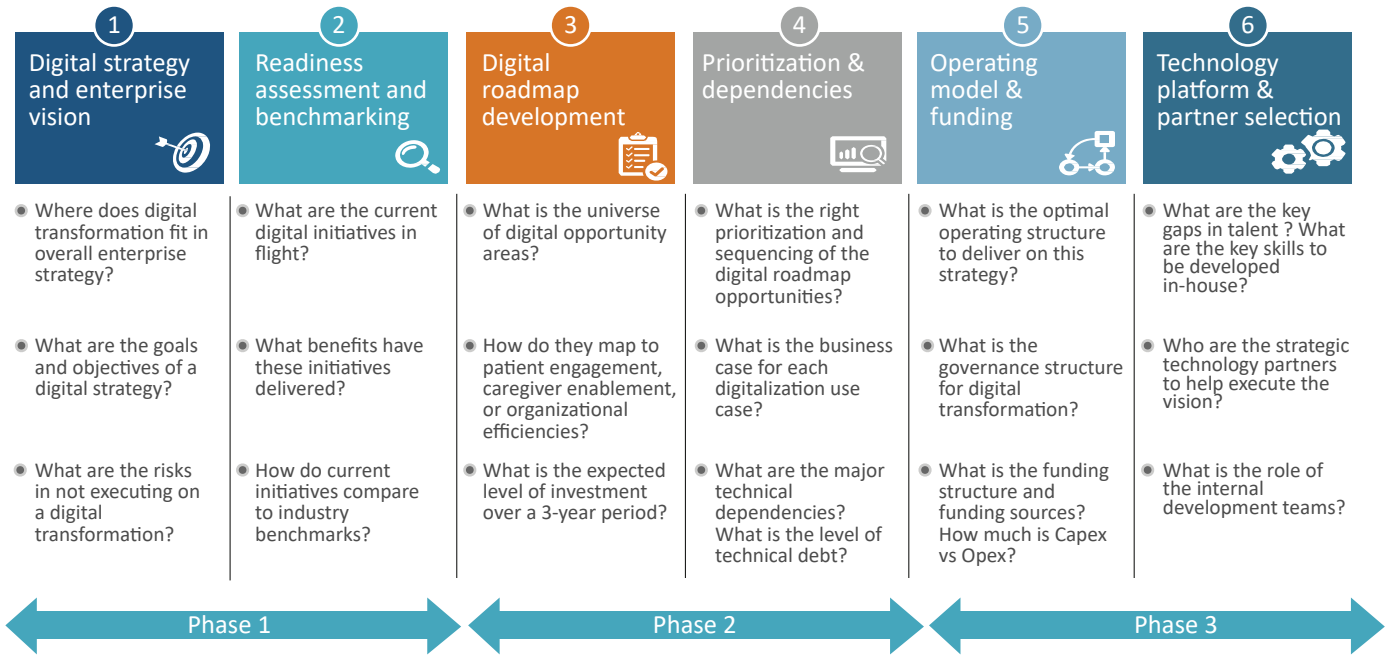 1
Digital strategy
and enterprise
vision
Where does digital
transformation fit in
overall enterprise
strategy?
What are the goals
and objectives of a
digital strategy?
What are the risks
in not executing on
a digital
transformation?
2
Readiness
assessment and
benchmarking
What are the current
digital initiatives in
flight?
What benefits have
these initiatives
delivered?
How do current
initiatives compare
to industry
benchmarks?
3
Digital
roadmap
development
What is the universe
of digital opportunity
areas?
How do they map to
patient engagement,
caregiver enablement,
or organizational
efficiencies?
What is the expected
level of investment
over a 3-year period?
4
Prioritization &
dependencies
What is the right
prioritization and
sequencing of the
digital roadmap
opportunities?
What is the business
case for each
digitalization use
case?
What are the major
technical
dependencies?
What is the level of
technical debt?
5
Operating
model &
funding
What is the optimal
operating structure
to deliver on this
strategy?
What is the
governance structure
for digital
transformation?
What is the funding
structure and
funding sources?
How much is Capex
vs Opex?
6
Technology
platform &
partner selection
What are the key
gaps in talent ? What
are the key skills to
be developed
in-house?
Who are the strategic
technology partners
to help execute the
vision?
What is the role of
the internal
development teams?
Phase 1
Phase 2
Phase 3